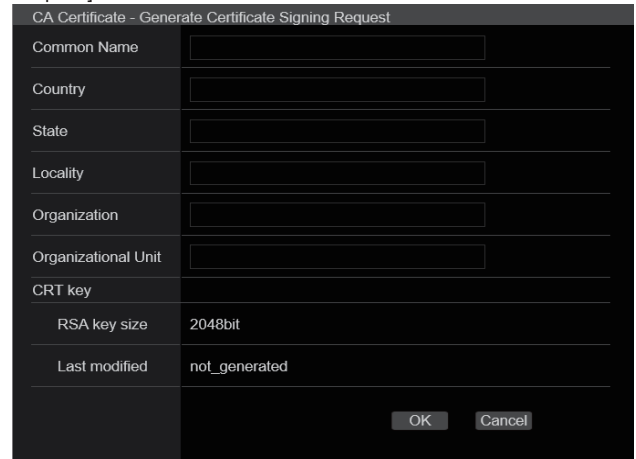 CA Certificate - Generate Certificate Signing Request
Common Name
Country
State
Locality
Organization
Organizational Unit
CRT key
RSA key size 2048bit
Last modified not_generated
OK Cancel